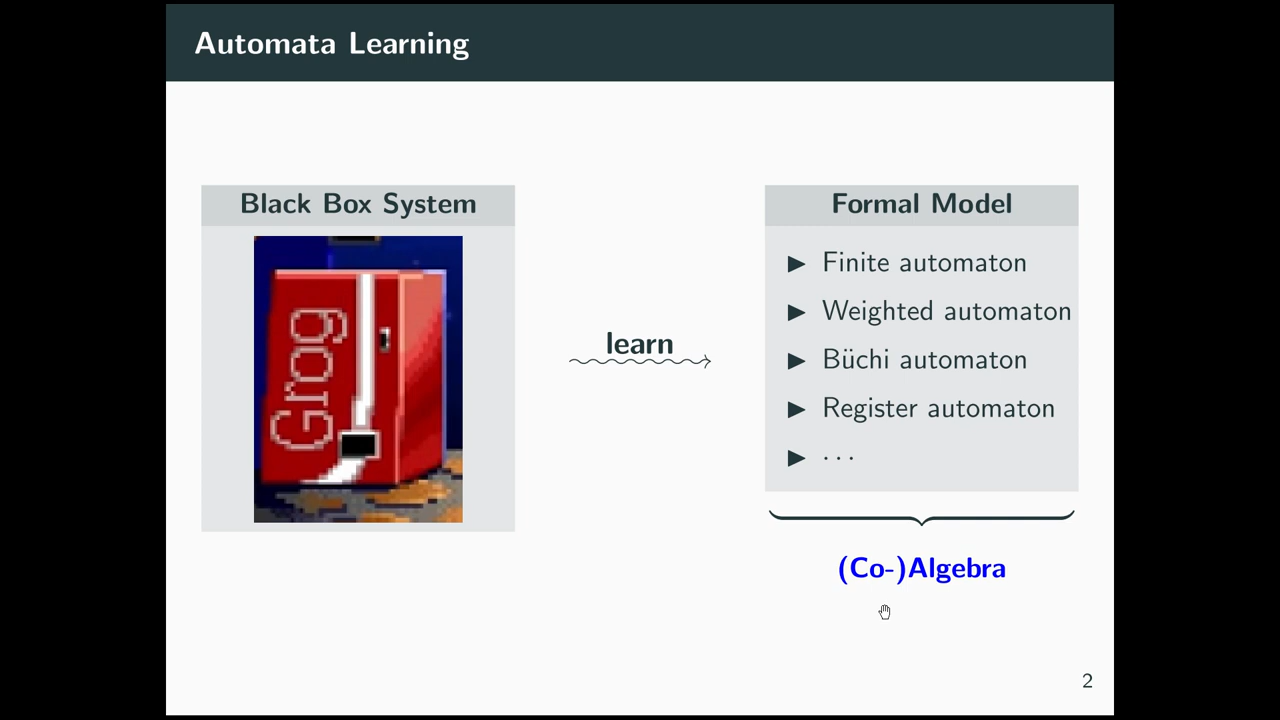 Automata Learning
Black Box System
Grog
learn
Formal Model
▶ Finite automaton
▶ Weighted automaton
▶ Büchi automaton
▶ Register automaton
▶ ...
(Co-)Algebra
2